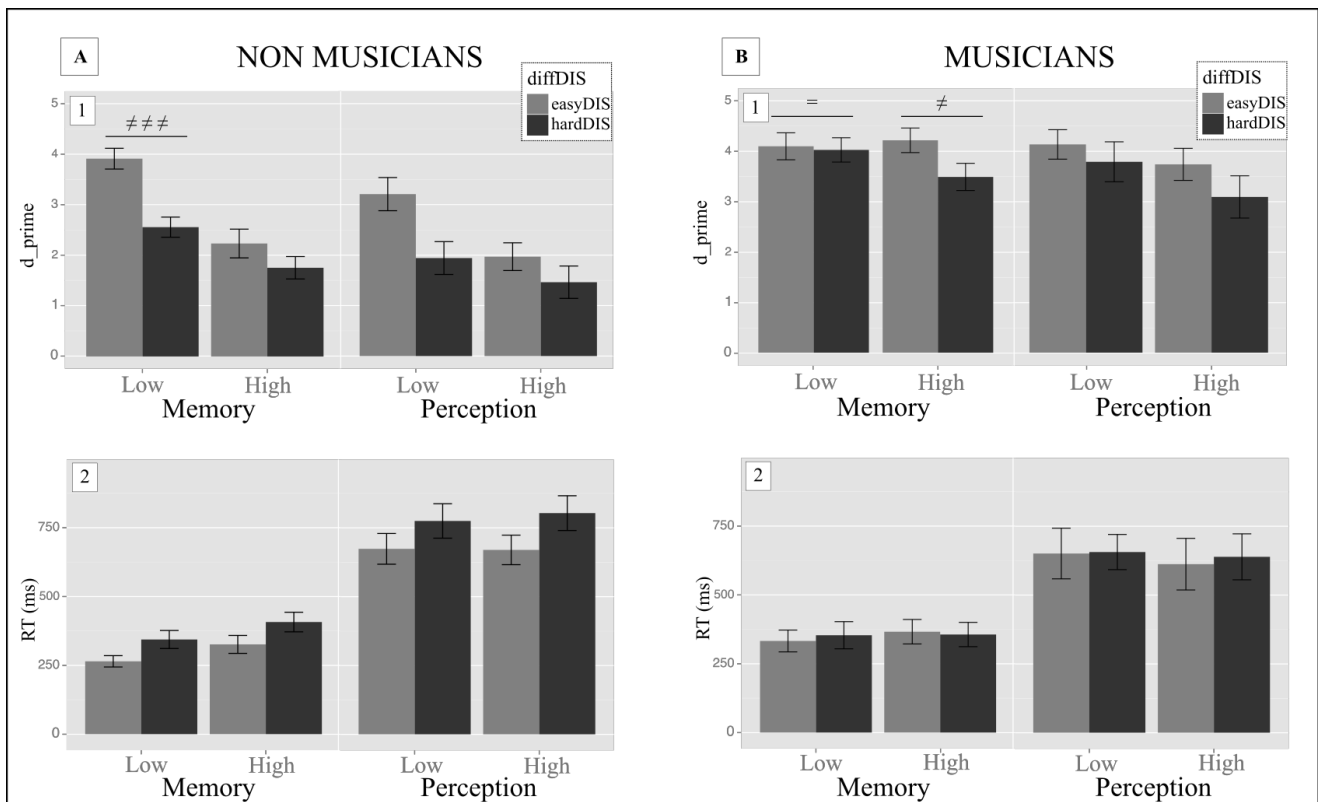 A
NON MUSICIANS
diffDIS
easyDIS
hardDIS
1
≠≠≠
5
4
3
2
1
0
d_prime
Low
High
Low
High
Memory
Perception
2
750
500
250
0
RT (ms)
Low
High
Low
High
Memory
Perception
B
MUSICIANS
diffDIS
easyDIS
hardDIS
1
=
≠
5
4
3
2
1
0
d_prime
Low
High
Low
High
Memory
Perception
2
750
500
250
0
RT (ms)
Low
High
Low
High
Memory
Perception